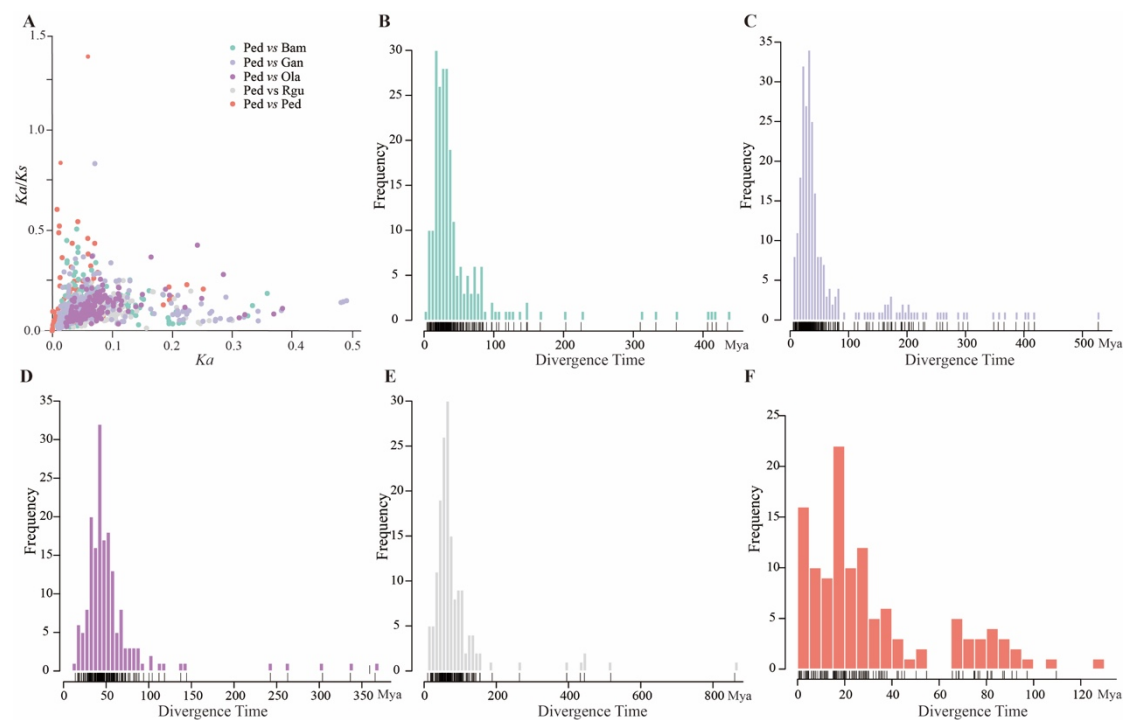 A
1.5
1.0
0.5
0.0
Ka/Ks
0.0
0.1
0.2
0.3
0.4
0.5
Ka
Ped vs Bam
Ped vs Gan
Ped vs Ola
Ped vs Rgu
Ped vs Ped
B
30
25
20
15
10
5
0
Frequency
0
100
200
300
400
Mya
Divergence Time
C
35
30
25
20
15
10
5
0
Frequency
0
100
200
300
400
500
Mya
Divergence Time
D
35
30
25
20
15
10
5
0
Frequency
0
50
100
150
200
250
300
350
Mya
Divergence Time
E
30
25
20
15
10
5
0
Frequency
0
200
400
600
800
Mya
Divergence Time
F
25
20
15
10
5
0
Frequency
0
20
40
60
80
100
120
Mya
Divergence Time